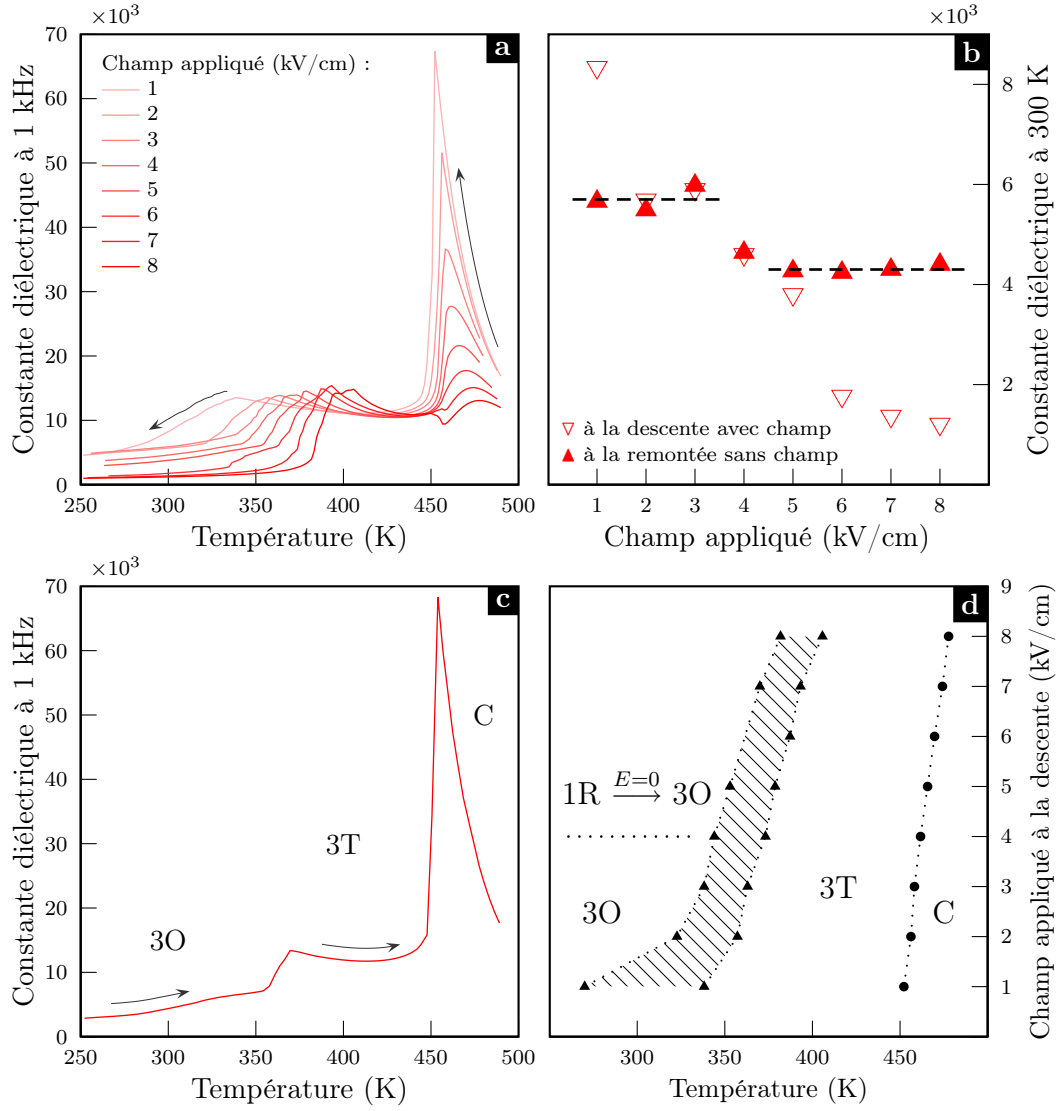 ×10³
70
60
50
40
30
20
10
0
250
300
350
400
450
500
Constante diélectrique à 1 kHz
Température (K)
a
Champ appliqué (kV/cm) :
1
2
3
4
5
6
7
8
×10³
b
8
6
4
2
Constante diélectrique à 300 K
à la descente avec champ
à la remontée sans champ
1
2
3
4
5
6
7
8
Champ appliqué (kV/cm)
×10³
70
60
50
40
30
20
10
0
250
300
350
400
450
500
Constante diélectrique à 1 kHz
Température (K)
c
C
3T
3O
d
9
8
7
6
5
4
3
2
1
Champ appliqué à la descente (kV/cm)
1R E=0 3O
3O
3T
C
300
350
400
450
Température (K)